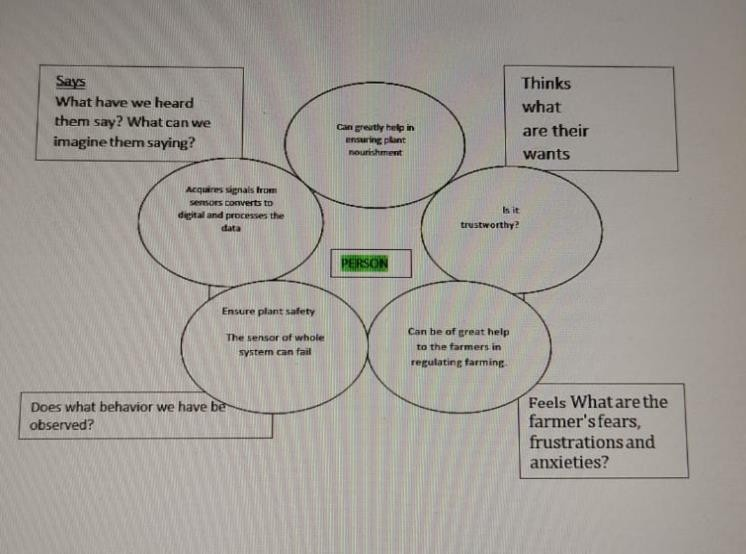 Says
What have we heard
them say? What can we
imagine them saying?
Thinks
what
are their
wants
Can greatly help in
ensuring plant
nourishment
Acquires signals from
sensors converts to
digital and processes the
data
Is it
trustworthy?
PERSON
Ensure plant safety
The sensor of whole
system can fail
Can be of great help
to the farmers in
regulating farming.
Does what behavior we have be
observed?
Feels What are the
farmer's fears,
frustrations and
anxieties?